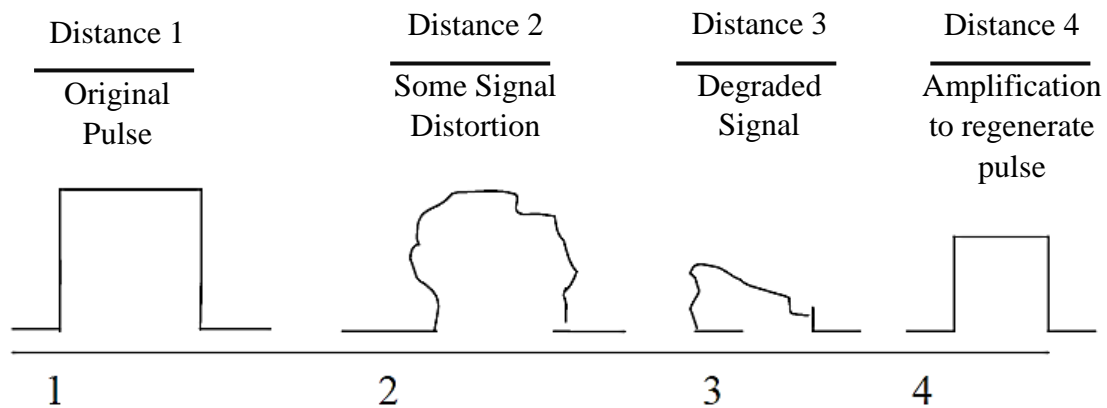 Distance 1
Original
Pulse
Distance 2
Some Signal
Distortion
Distance 3
Degraded
Signal
Distance 4
Amplification
to regenerate
pulse
1 2 3 4